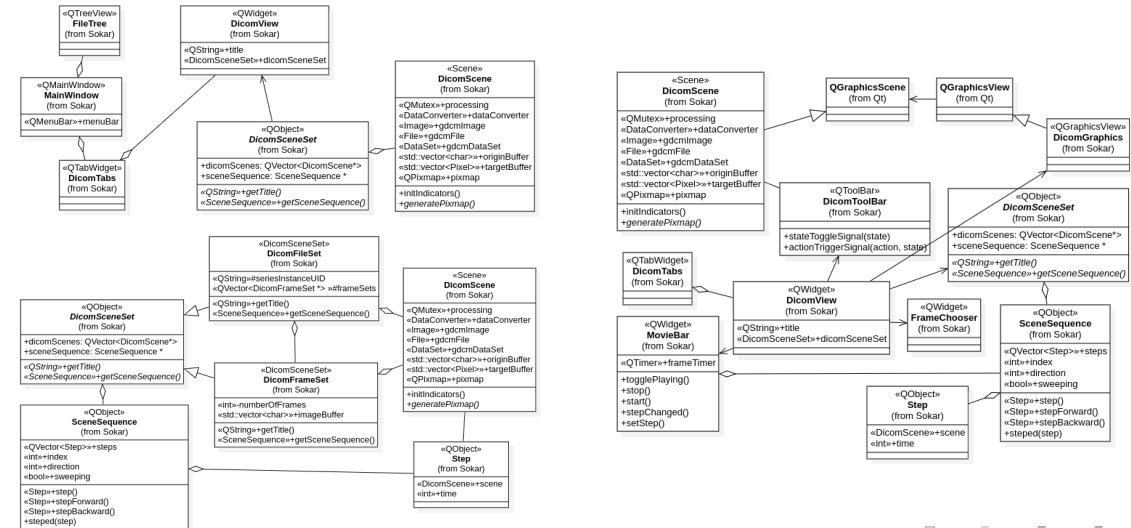 «QTreeView»
FileTree
(from Sokar)
«QMainWindow»
MainWindow
(from Sokar)
«QMenuBar»+menuBar
«QTabWidget»
DicomTabs
(from Sokar)
«QWidget»
DicomView
(from Sokar)
«QString»+title
«DicomSceneSet»+dicomSceneSet
«QObject»
DicomSceneSet
(from Sokar)
+dicomScenes: QVector<DicomScene*>
+sceneSequence: SceneSequence *
«QString»+getTitle()
«SceneSequence»+getSceneSequence()
«Scene»
DicomScene
(from Sokar)
«QMutex»+processing
«DataConverter»+dataConverter
«Image»+gdcmImage
«File»+gdcmFile
«DataSet»+gdcmDataSet
«std::vector<char>»+originBuffer
«std::vector<Pixel>»+targetBuffer
«QPixmap»+pixmap
+initIndicators()
+generatePixmap()
«DicomSceneSet»
DicomFileSet
(from Sokar)
«QString»#seriesInstanceUID
«QVector<DicomFrameSet *> »#frameSets
«QString»+getTitle()
«SceneSequence»+getSceneSequence()
«QObject»
DicomSceneSet
(from Sokar)
+dicomScenes: QVector<DicomScene*>
+sceneSequence: SceneSequence *
«QString»+getTitle()
«SceneSequence»+getSceneSequence()
«DicomSceneSet»
DicomFrameSet
(from Sokar)
«int»-numberOfFrames
«std::vector<char>»+imageBuffer
«QString»+getTitle()
«SceneSequence»+getSceneSequence()
«Scene»
DicomScene
(from Sokar)
«QMutex»+processing
«DataConverter»+dataConverter
«Image»+gdcmImage
«File»+gdcmFile
«DataSet»+gdcmDataSet
«std::vector<char>»+originBuffer
«std::vector<Pixel>»+targetBuffer
«QPixmap»+pixmap
+initIndicators()
+generatePixmap()
«QObject»
SceneSequence
(from Sokar)
«QVector<Step>»+steps
«int»+index
«int»+direction
«bool»+sweeping
«Step»+step()
«Step»+stepForward()
«Step»+stepBackward()
+steped(step)
«QObject»
Step
(from Sokar)
«DicomScene»+scene
«int»+time
«Scene»
DicomScene
(from Sokar)
«QMutex»+processing
«DataConverter»+dataConverter
«Image»+gdcmImage
«File»+gdcmFile
«DataSet»+gdcmDataSet
«std::vector<char>»+originBuffer
«std::vector<Pixel>»+targetBuffer
«QPixmap»+pixmap
+initIndicators()
+generatePixmap()
QGraphicsScene
(from Qt)
QGraphicsView
(from Qt)
«QGraphicsView»
DicomGraphics
(from Sokar)
«QToolBar»
DicomToolBar
(from Sokar)
+stateToggleSignal(state)
+actionTriggerSignal(action, state)
«QObject»
DicomSceneSet
(from Sokar)
+dicomScenes: QVector<DicomScene*>
+sceneSequence: SceneSequence *
«QString»+getTitle()
«SceneSequence»+getSceneSequence()
«QTabWidget»
DicomTabs
(from Sokar)
«QWidget»
DicomView
(from Sokar)
«QString»+title
«DicomSceneSet»+dicomSceneSet
«QWidget»
FrameChooser
(from Sokar)
«QWidget»
MovieBar
(from Sokar)
«QTimer»+frameTimer
+togglePlaying()
+stop()
+start()
+stepChanged()
+setStep()
«QObject»
SceneSequence
(from Sokar)
«QVector<Step>»+steps
«int»+index
«int»+direction
«bool»+sweeping
«Step»+step()
«Step»+stepForward()
«Step»+stepBackward()
+steped(step)
«QObject»
Step
(from Sokar)
«DicomScene»+scene
«int»+time